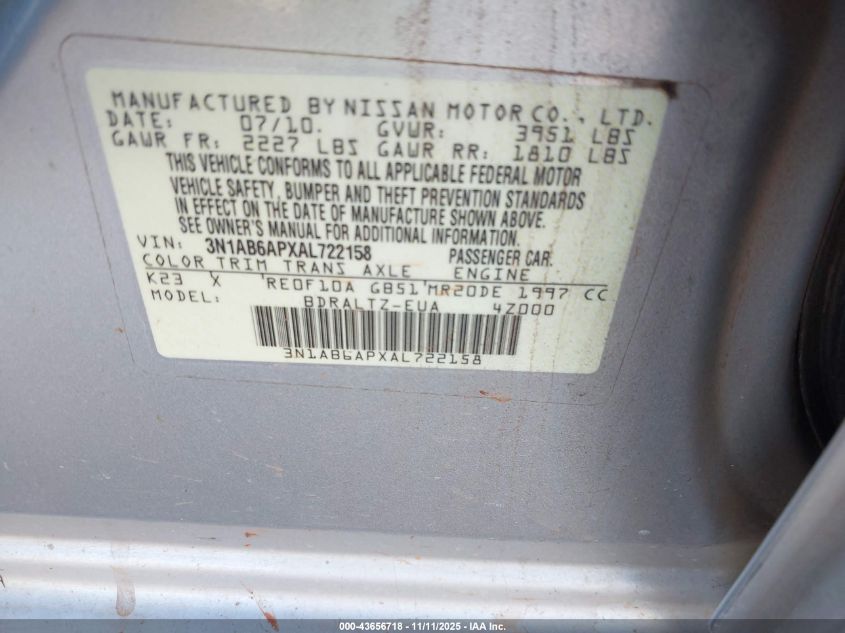 MANUFACTURED BY NISSAN MOTOR CO., LTD.
DATE: 07/10. GVWR: 3951 LBS
GAWR FR: 2227 LBS GAWR RR: 1810 LBS
THIS VEHICLE CONFORMS TO ALL APPLICABLE FEDERAL MOTOR
VEHICLE SAFETY, BUMPER AND THEFT PREVENTION STANDARDS
IN EFFECT ON THE DATE OF MANUFACTURE SHOWN ABOVE.
SEE OWNER'S MANUAL FOR ADDITIONAL INFORMATION.
VIN: 3N1AB6APXAL722158 PASSENGER CAR.
COLOR TRIM TRANS AXLE ENGINE
K23 X 'RE0F10A GB51'MR20DE 1997 CC
MODEL: BDRALTZ-EUA 4Z000
3N1AB6APXAL722158
000-43656718 - 11/11/2025 - IAA Inc.